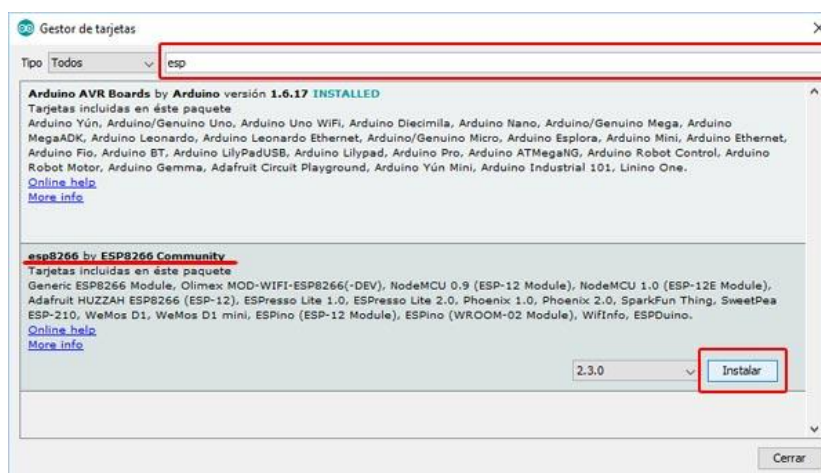 Gestor de tarjetas
Tipo Todos esp
Arduino AVR Boards by Arduino versión 1.6.17 INSTALLED
Tarjetas incluidas en éste paquete
Arduino Yún, Arduino/Genuino Uno, Arduino Uno WiFi, Arduino Diecimila, Arduino Nano, Arduino/Genuino Mega, Arduino
MegaADK, Arduino Leonardo, Arduino Leonardo Ethernet, Arduino/Genuino Micro, Arduino Esplora, Arduino Mini, Arduino Ethernet,
Arduino Fio, Arduino BT, Arduino LilyPadUSB, Arduino Lilypad, Arduino Pro, Arduino ATMegaNG, Arduino Robot Control, Arduino
Robot Motor, Arduino Gemma, Adafruit Circuit Playground, Arduino Yún Mini, Arduino Industrial 101, Linino One.
Online help
More info
esp8266 by ESP8266 Community
Tarjetas incluidas en éste paquete
Generic ESP8266 Module, Olimex MOD-WIFI-ESP8266(-DEV), NodeMCU 0.9 (ESP-12 Module), NodeMCU 1.0 (ESP-12E Module),
Adafruit HUZZAH ESP8266 (ESP-12), ESPresso Lite 1.0, ESPresso Lite 2.0, Phoenix 1.0, Phoenix 2.0, SparkFun Thing, SweetPea
ESP-210, WeMos D1, WeMos D1 mini, ESPino (ESP-12 Module), ESPino (WROOM-02 Module), WifInfo, ESPDuino.
Online help
More info
2.3.0 Instalar
Cerrar